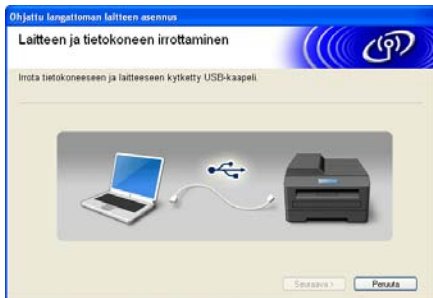 Ohjattu langattoman laitteen asennus
Laitteen ja tietokoneen irrottaminen
Irrota tietokoneeseen ja laitteeseen kytketty USB-kaapeli.
Seuraava >
Peruuta